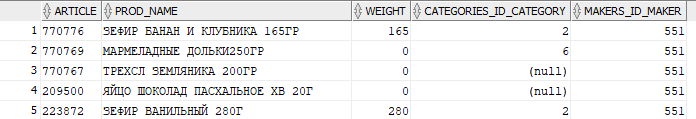 ARTICLE PROD_NAME WEIGHT CATEGORIES_ID_CATEGORY MAKERS_ID_MAKER
1 770776 ЗЕФИР БАНАН И КЛУБНИКА 165ГР 165 2 551
2 770769 МАРМЕЛАДНЫЕ ДОЛЬКИ250ГР 0 6 551
3 770767 ТРЕХСЛ ЗЕМЛЯНИКА 200ГР 0 (null) 551
4 209500 ЯЙЦО ШОКОЛАД ПАСХАЛЬНОЕ ХВ 20Г 0 (null) 551
5 223872 ЗЕФИР ВАНИЛЬНЫЙ 280Г 280 2 551